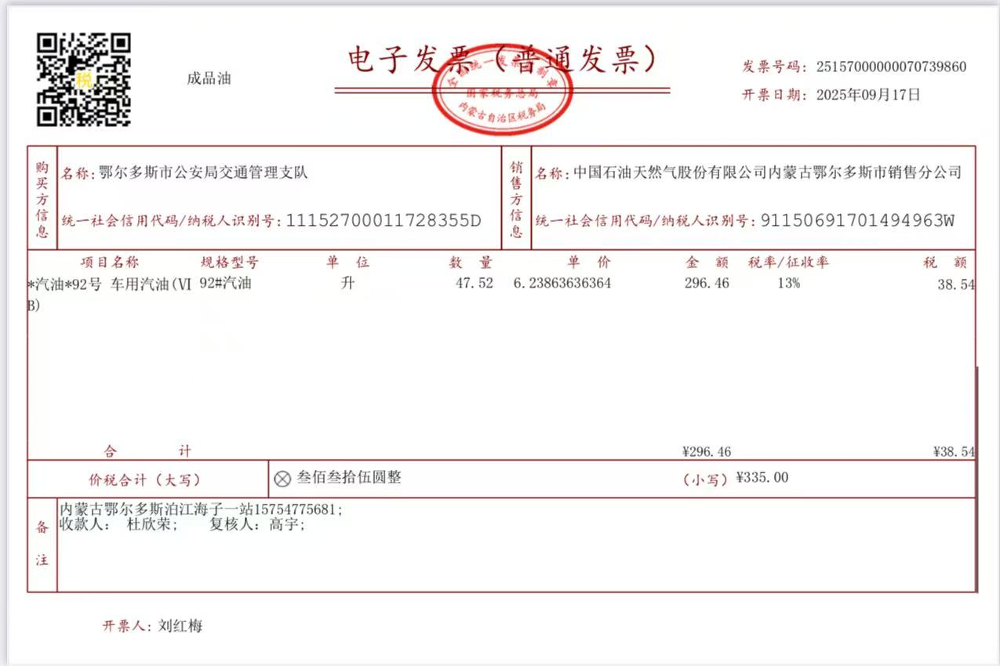 税
成品油
电子发票（普通发票）
全国统一发票监制章
国家税务总局
内蒙古自治区税务局
发票号码：25157000000070739860
开票日期：2025年09月17日
购买方信息
名称：鄂尔多斯市公安局交通管理支队
统一社会信用代码/纳税人识别号：11152700011728355D
销售方信息
名称：中国石油天然气股份有限公司内蒙古鄂尔多斯市销售分公司
统一社会信用代码/纳税人识别号：91150691701494963W
项目名称 规格型号 单 位 数 量 单 价 金 额 税率/征收率 税 额
*汽油*92号 车用汽油(VI 92#汽油 升 47.52 6.23863636364 296.46 13% 38.54
B)
合 计 ¥296.46 ¥38.54
价税合计（大写） ⊗ 叁佰叁拾伍圆整 （小写）¥335.00
备注
内蒙古鄂尔多斯泊江海子一站15754775681;
收款人： 杜欣荣; 复核人：高宇;
开票人：刘红梅